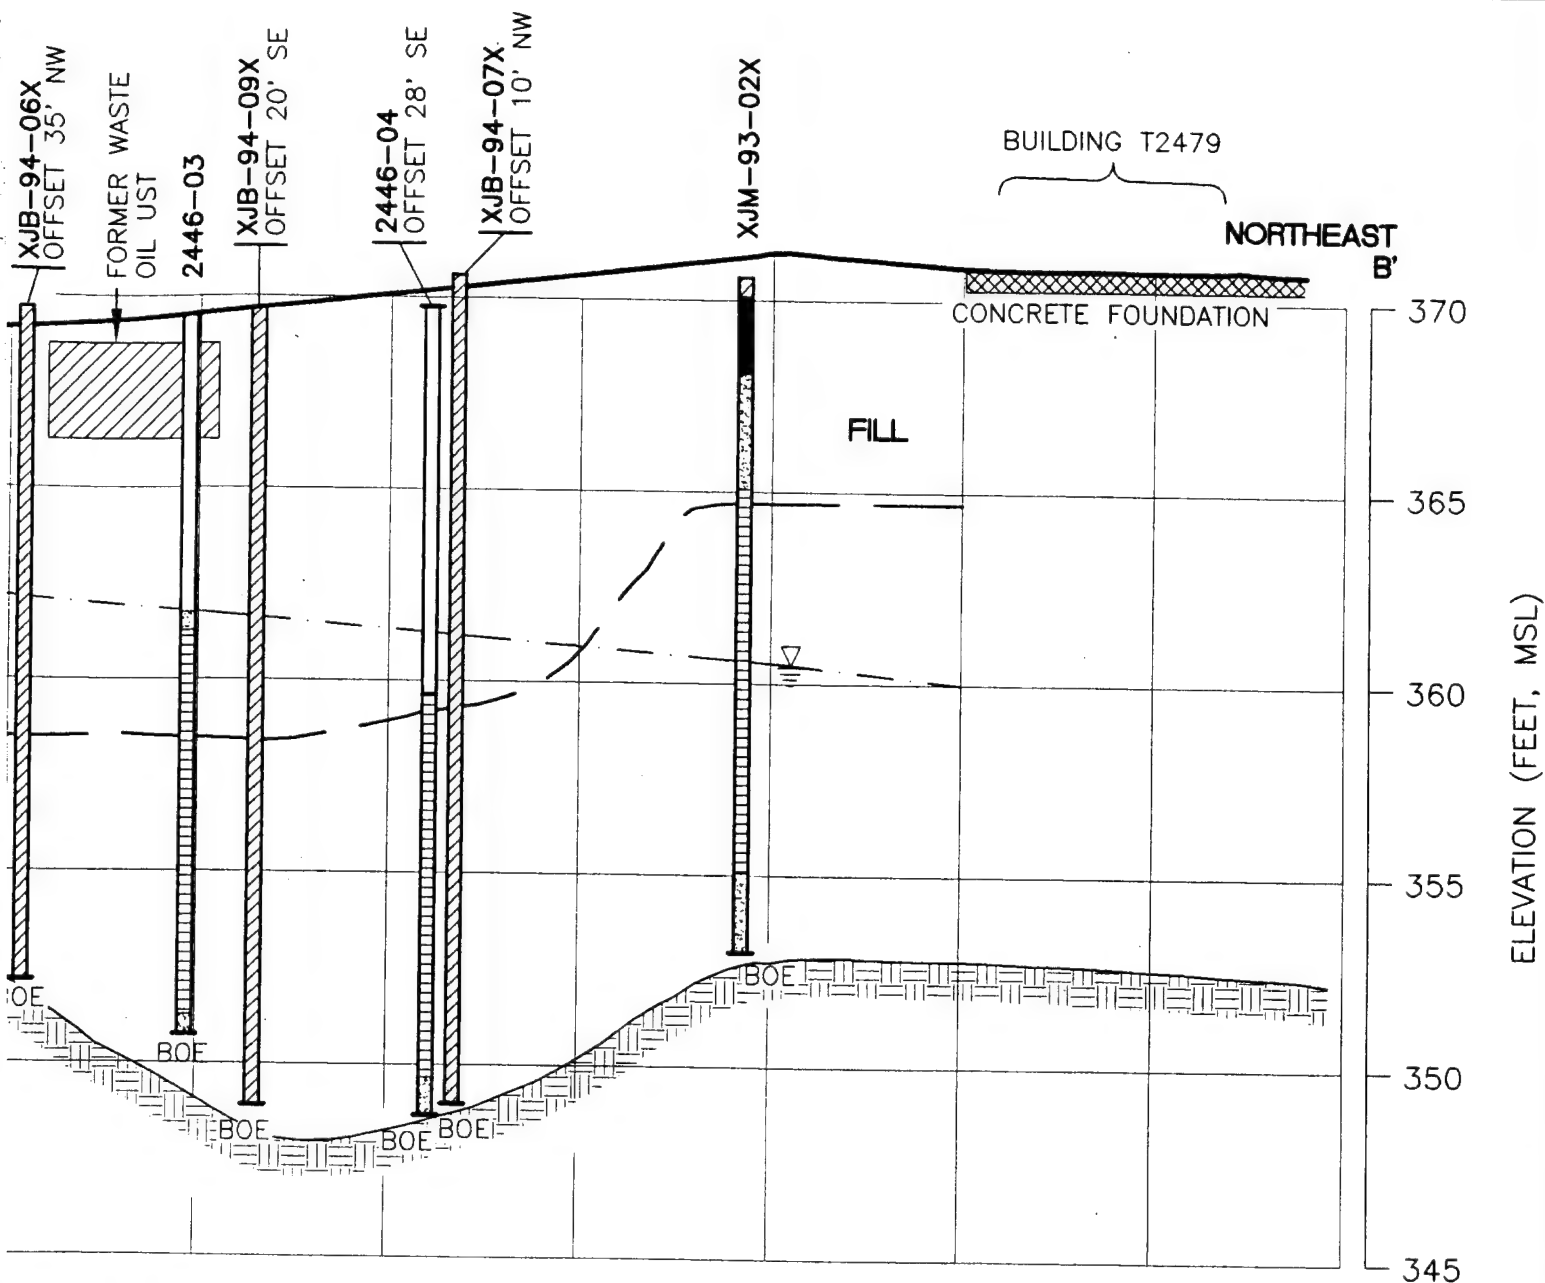 XJB-94-06X
OFFSET 35' NW
FORMER WASTE
OIL UST
2446-03
XJB-94-09X
OFFSET 20' SE
2446-04
OFFSET 28' SE
XJB-94-07X
OFFSET 10' NW
XJM-93-02X
BUILDING T2479
NORTHEAST
B'
CONCRETE FOUNDATION
370
FILL
365
360
355
350
345
ELEVATION (FEET, MSL)
OE
BOE
BOE
BOE
BOE
BOE